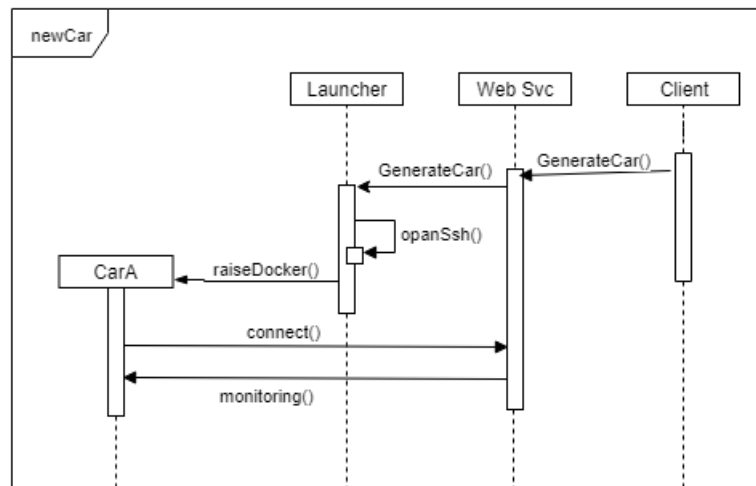 newCar
Launcher
Web Svc
Client
GenerateCar()
GenerateCar()
opanSsh()
CarA
raiseDocker()
connect()
monitoring()